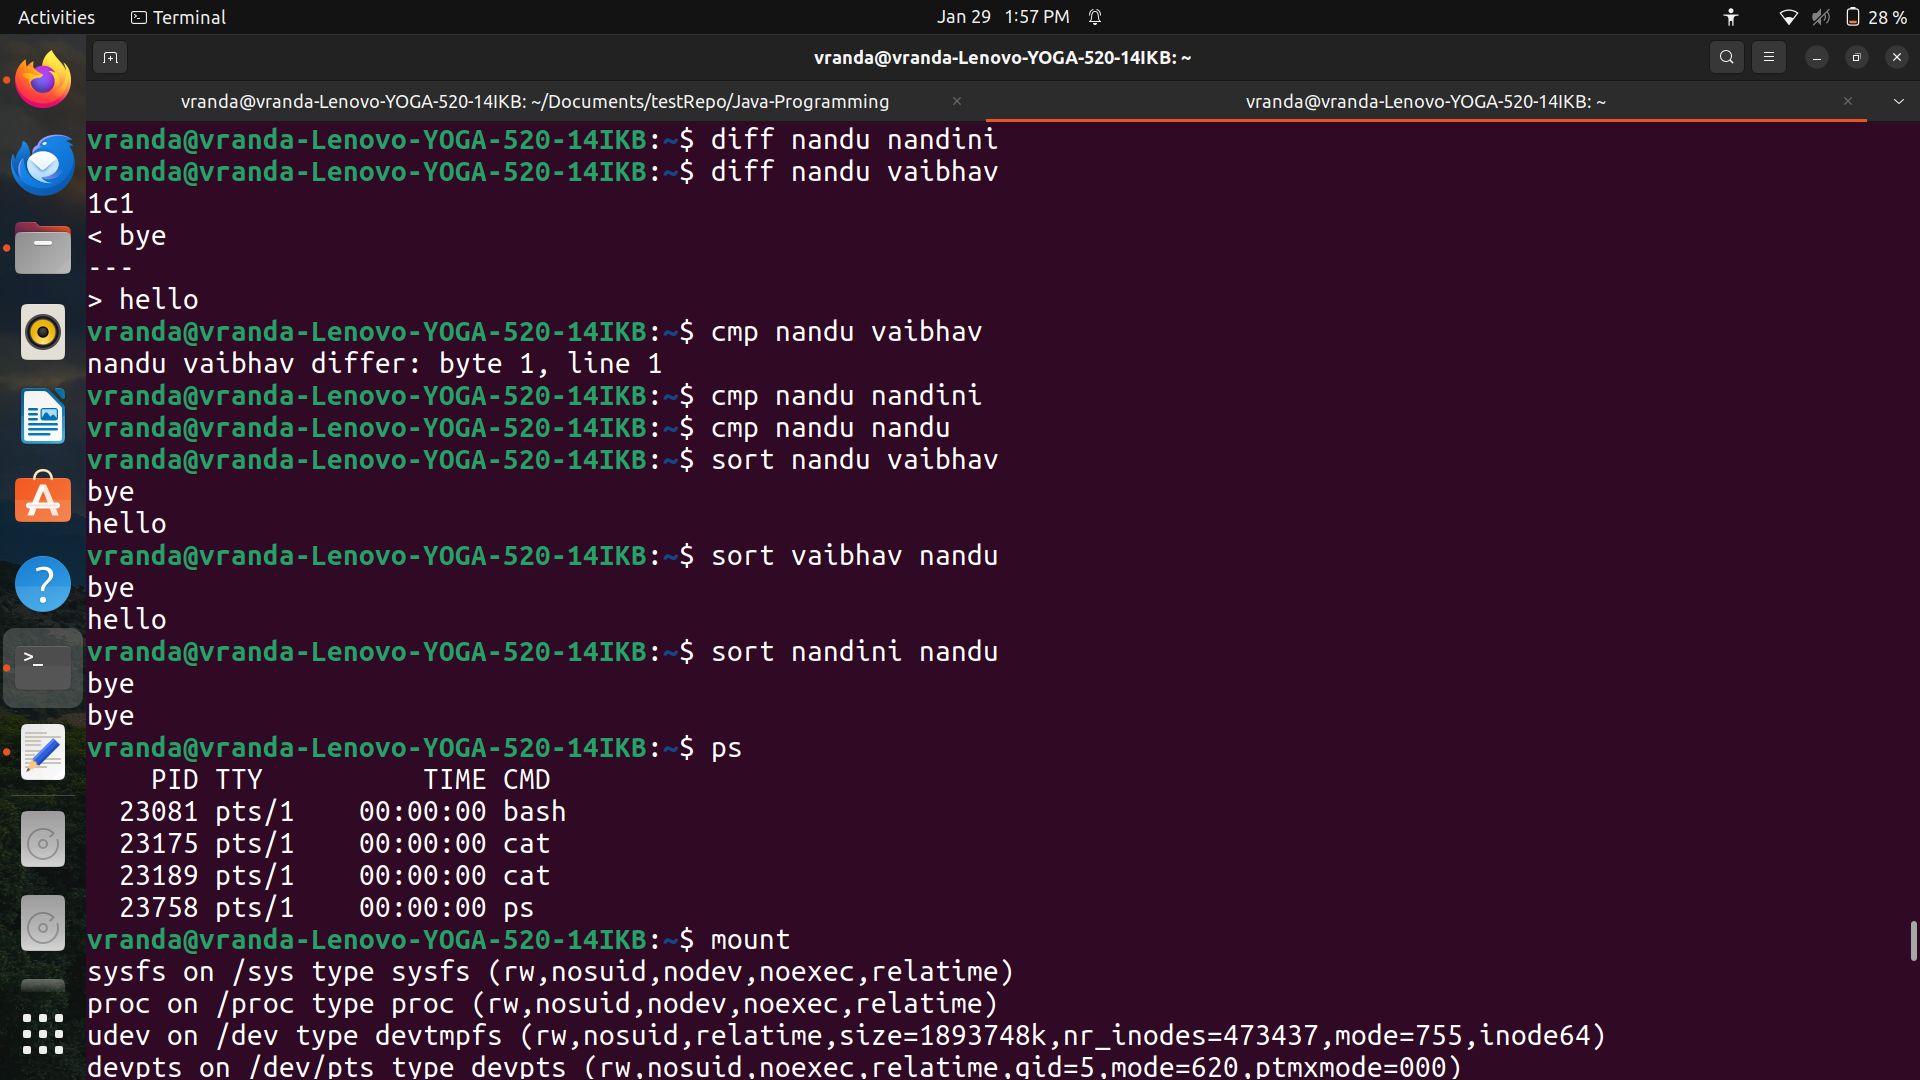 Activities Terminal Jan 29 1:57 PM 28 %
vranda@vranda-Lenovo-YOGA-520-14IKB: ~
vranda@vranda-Lenovo-YOGA-520-14IKB: ~/Documents/testRepo/Java-Programming × vranda@vranda-Lenovo-YOGA-520-14IKB: ~ ×
vranda@vranda-Lenovo-YOGA-520-14IKB:~$ diff nandu nandini
vranda@vranda-Lenovo-YOGA-520-14IKB:~$ diff nandu vaibhav
1c1
< bye
---
> hello
vranda@vranda-Lenovo-YOGA-520-14IKB:~$ cmp nandu vaibhav
nandu vaibhav differ: byte 1, line 1
vranda@vranda-Lenovo-YOGA-520-14IKB:~$ cmp nandu nandini
vranda@vranda-Lenovo-YOGA-520-14IKB:~$ cmp nandu nandu
vranda@vranda-Lenovo-YOGA-520-14IKB:~$ sort nandu vaibhav
bye
hello
vranda@vranda-Lenovo-YOGA-520-14IKB:~$ sort vaibhav nandu
bye
hello
vranda@vranda-Lenovo-YOGA-520-14IKB:~$ sort nandini nandu
bye
bye
vranda@vranda-Lenovo-YOGA-520-14IKB:~$ ps
    PID TTY          TIME CMD
  23081 pts/1    00:00:00 bash
  23175 pts/1    00:00:00 cat
  23189 pts/1    00:00:00 cat
  23758 pts/1    00:00:00 ps
vranda@vranda-Lenovo-YOGA-520-14IKB:~$ mount
sysfs on /sys type sysfs (rw,nosuid,nodev,noexec,relatime)
proc on /proc type proc (rw,nosuid,nodev,noexec,relatime)
udev on /dev type devtmpfs (rw,nosuid,relatime,size=1893748k,nr_inodes=473437,mode=755,inode64)
devpts on /dev/pts type devpts (rw,nosuid,noexec,relatime,gid=5,mode=620,ptmxmode=000)